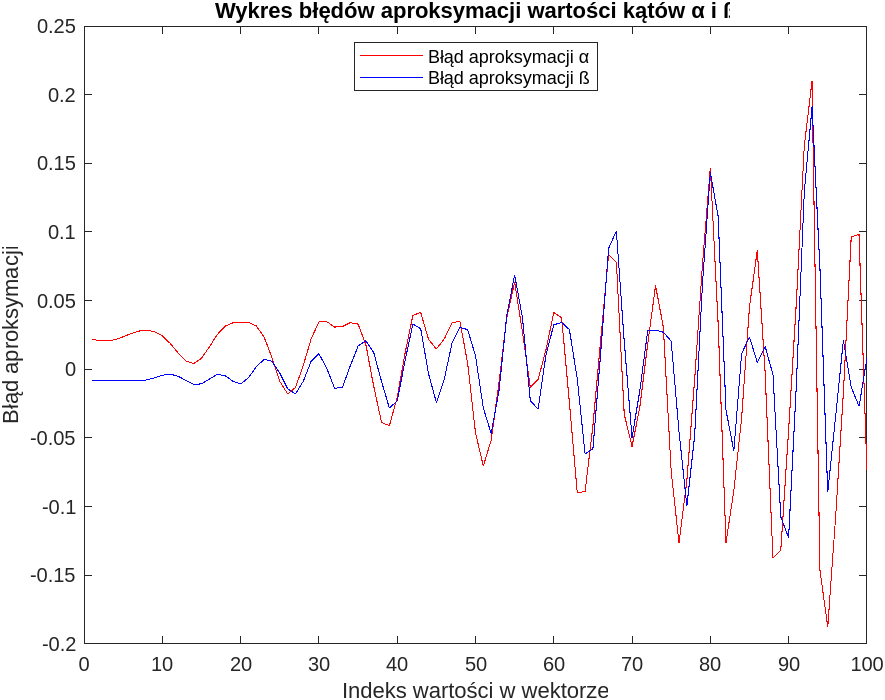 Wykres błędów aproksymacji wartości kątów α i ß
Błąd aproksymacji α
Błąd aproksymacji ß
0.25
0.2
0.15
0.1
0.05
0
-0.05
-0.1
-0.15
-0.2
Błąd aproksymacji
0 10 20 30 40 50 60 70 80 90 100
Indeks wartości w wektorze